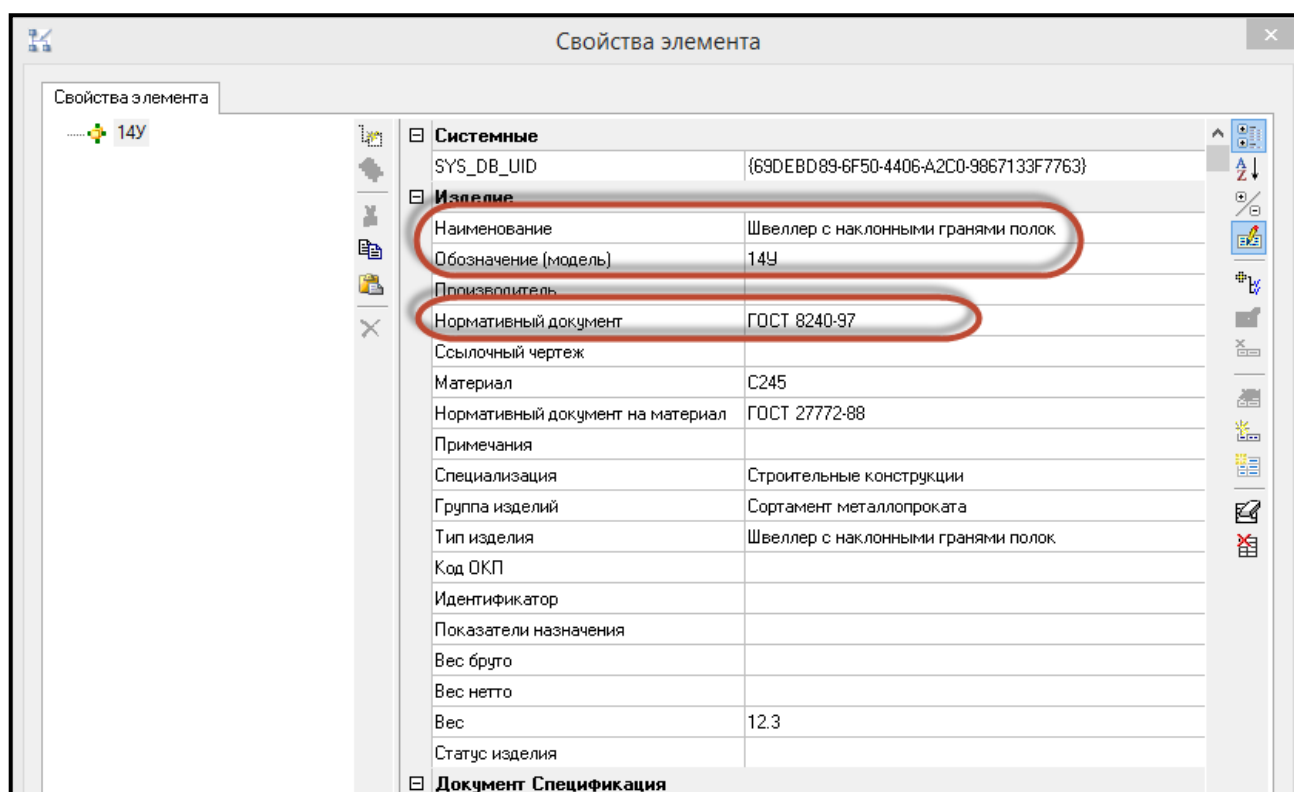 Свойства элемента
Свойства элемента
14У
Системные
SYS_DB_UID {69DEBD89-6F50-4406-A2C0-9867133F7763}
Изделие
Наименование Швеллер с наклонными гранями полок
Обозначение (модель) 14У
Производитель
Нормативный документ ГОСТ 8240-97
Ссылочный чертеж
Материал С245
Нормативный документ на материал ГОСТ 27772-88
Примечания
Специализация Строительные конструкции
Группа изделий Сортамент металлопроката
Тип изделия Швеллер с наклонными гранями полок
Код ОКП
Идентификатор
Показатели назначения
Вес бруто
Вес нетто
Вес 12.3
Статус изделия
Документ Спецификация